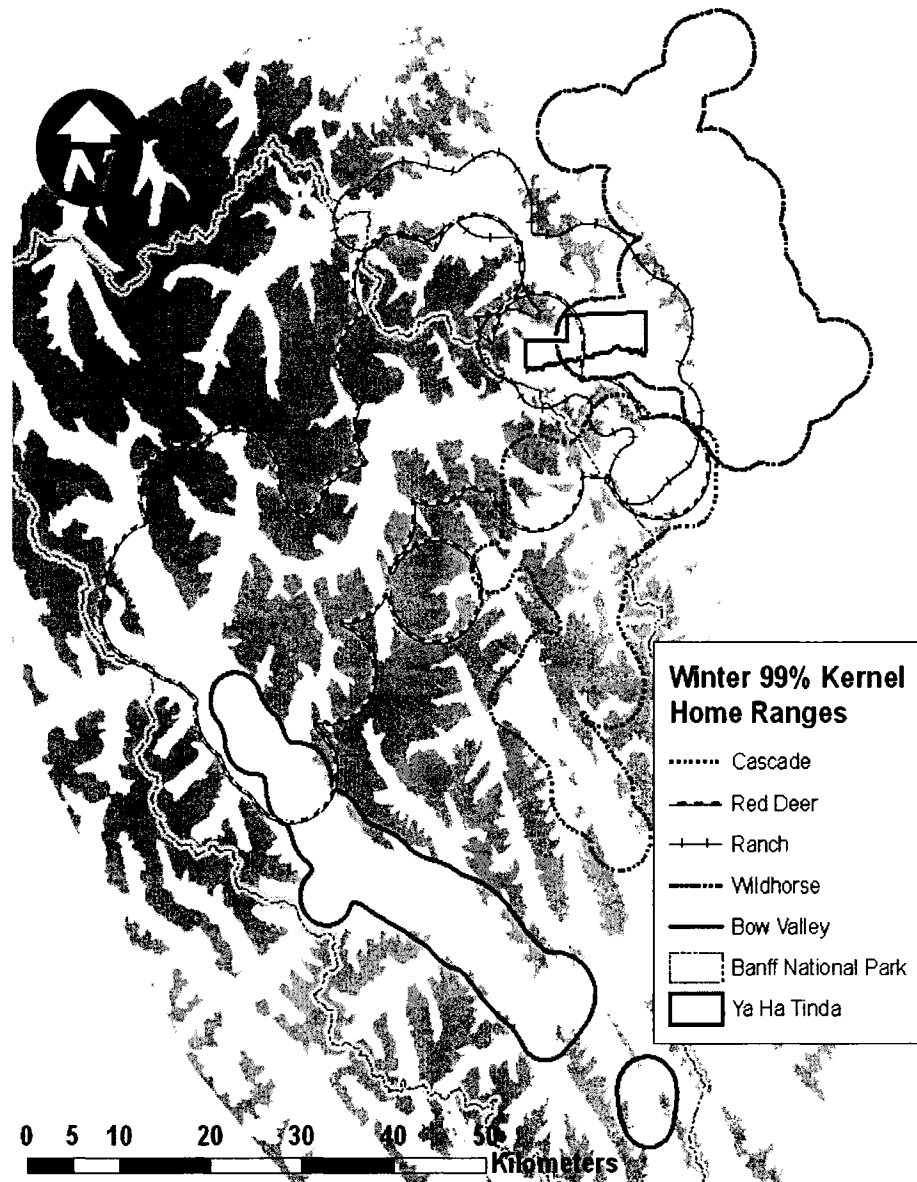 N
Winter 99% Kernel
Home Ranges
Cascade
Red Deer
Ranch
Wildhorse
Bow Valley
Banff National Park
Ya Ha Tinda
0 5 10 20 30 40 50
Kilometers